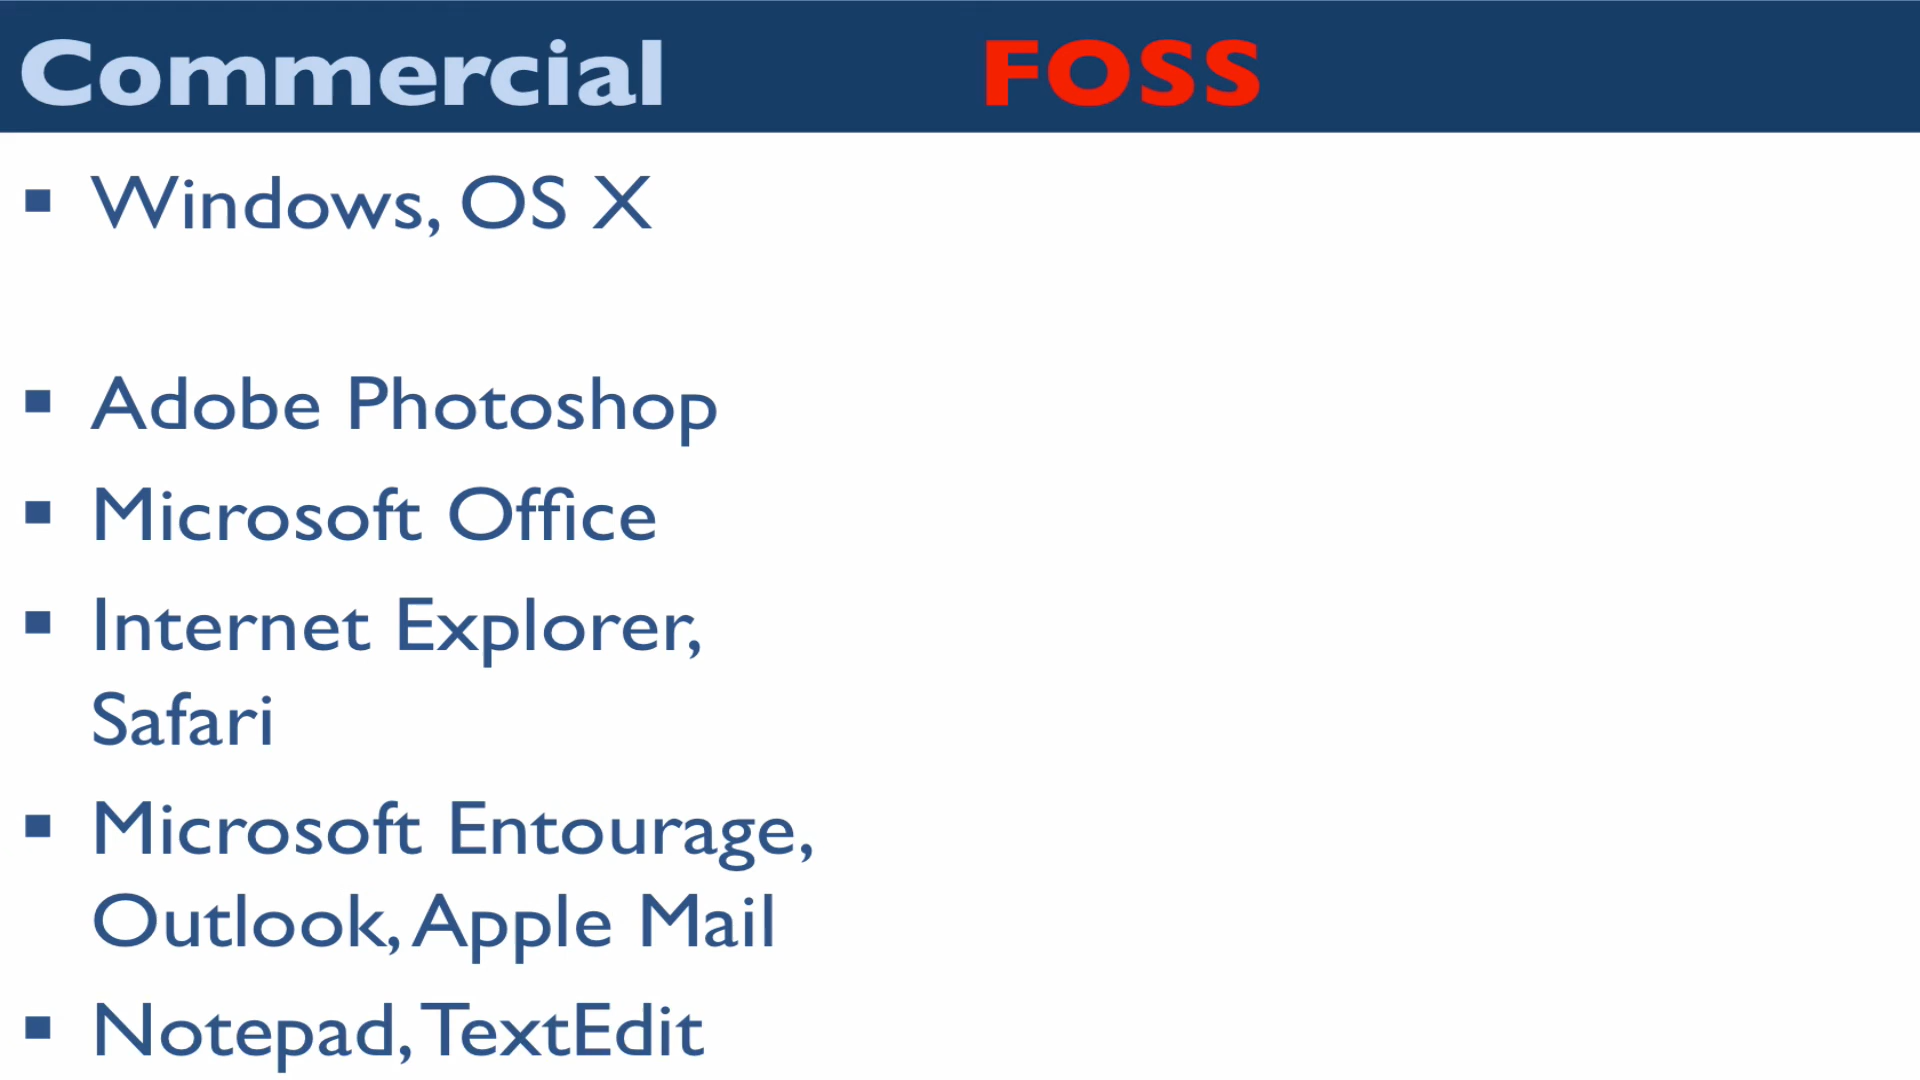 Commercial FOSS
▪ Windows, OS X
▪ Adobe Photoshop
▪ Microsoft Office
▪ Internet Explorer,
Safari
▪ Microsoft Entourage,
Outlook, Apple Mail
▪ Notepad, TextEdit